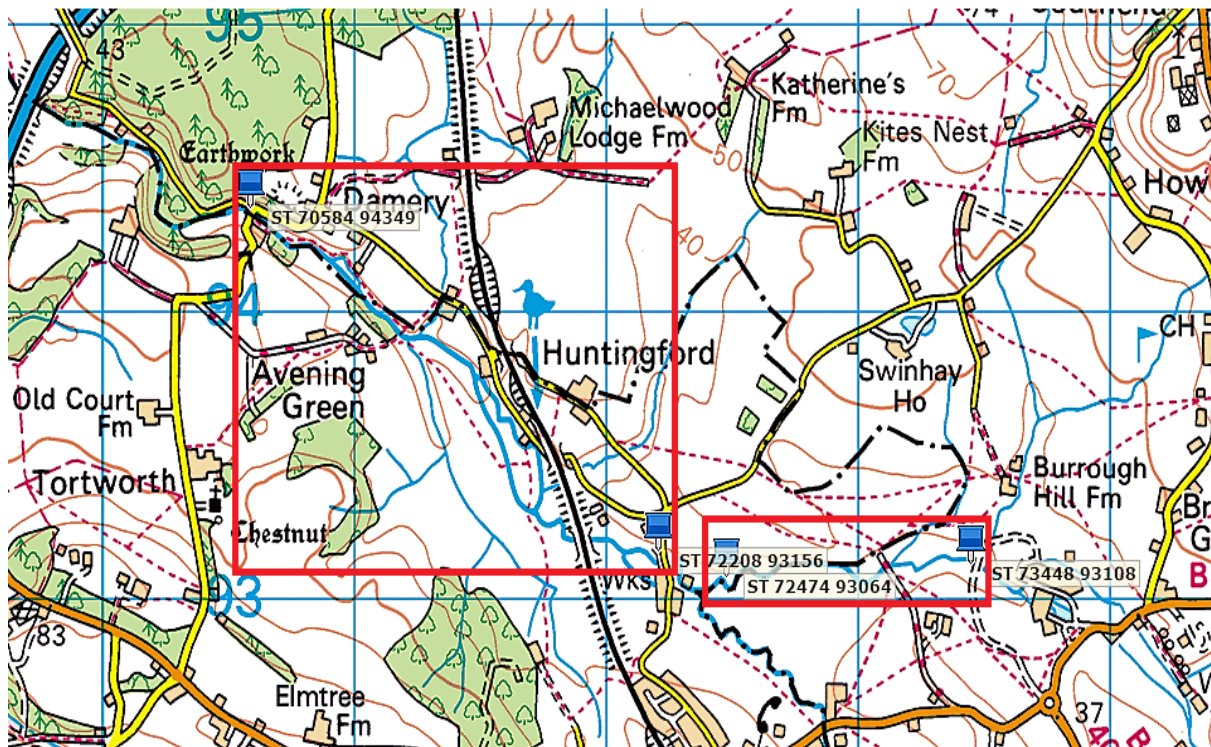 95
43
Earthwork
Michaelwood
Lodge Fm
Katherine's
Fm
70
50
Kites Nest
Fm
How
Damery
ST 70584 94349
40
94
CH
Huntingford
Avening
Green
Swinhay
Ho
Old Court
Fm
Tortworth
Burrough
Hill Fm
Br
G
Chestnut
ST 72208 93156
ST 73448 93108
ST 72474 93064
Wks
93
B
83
Elmtree
Fm
37